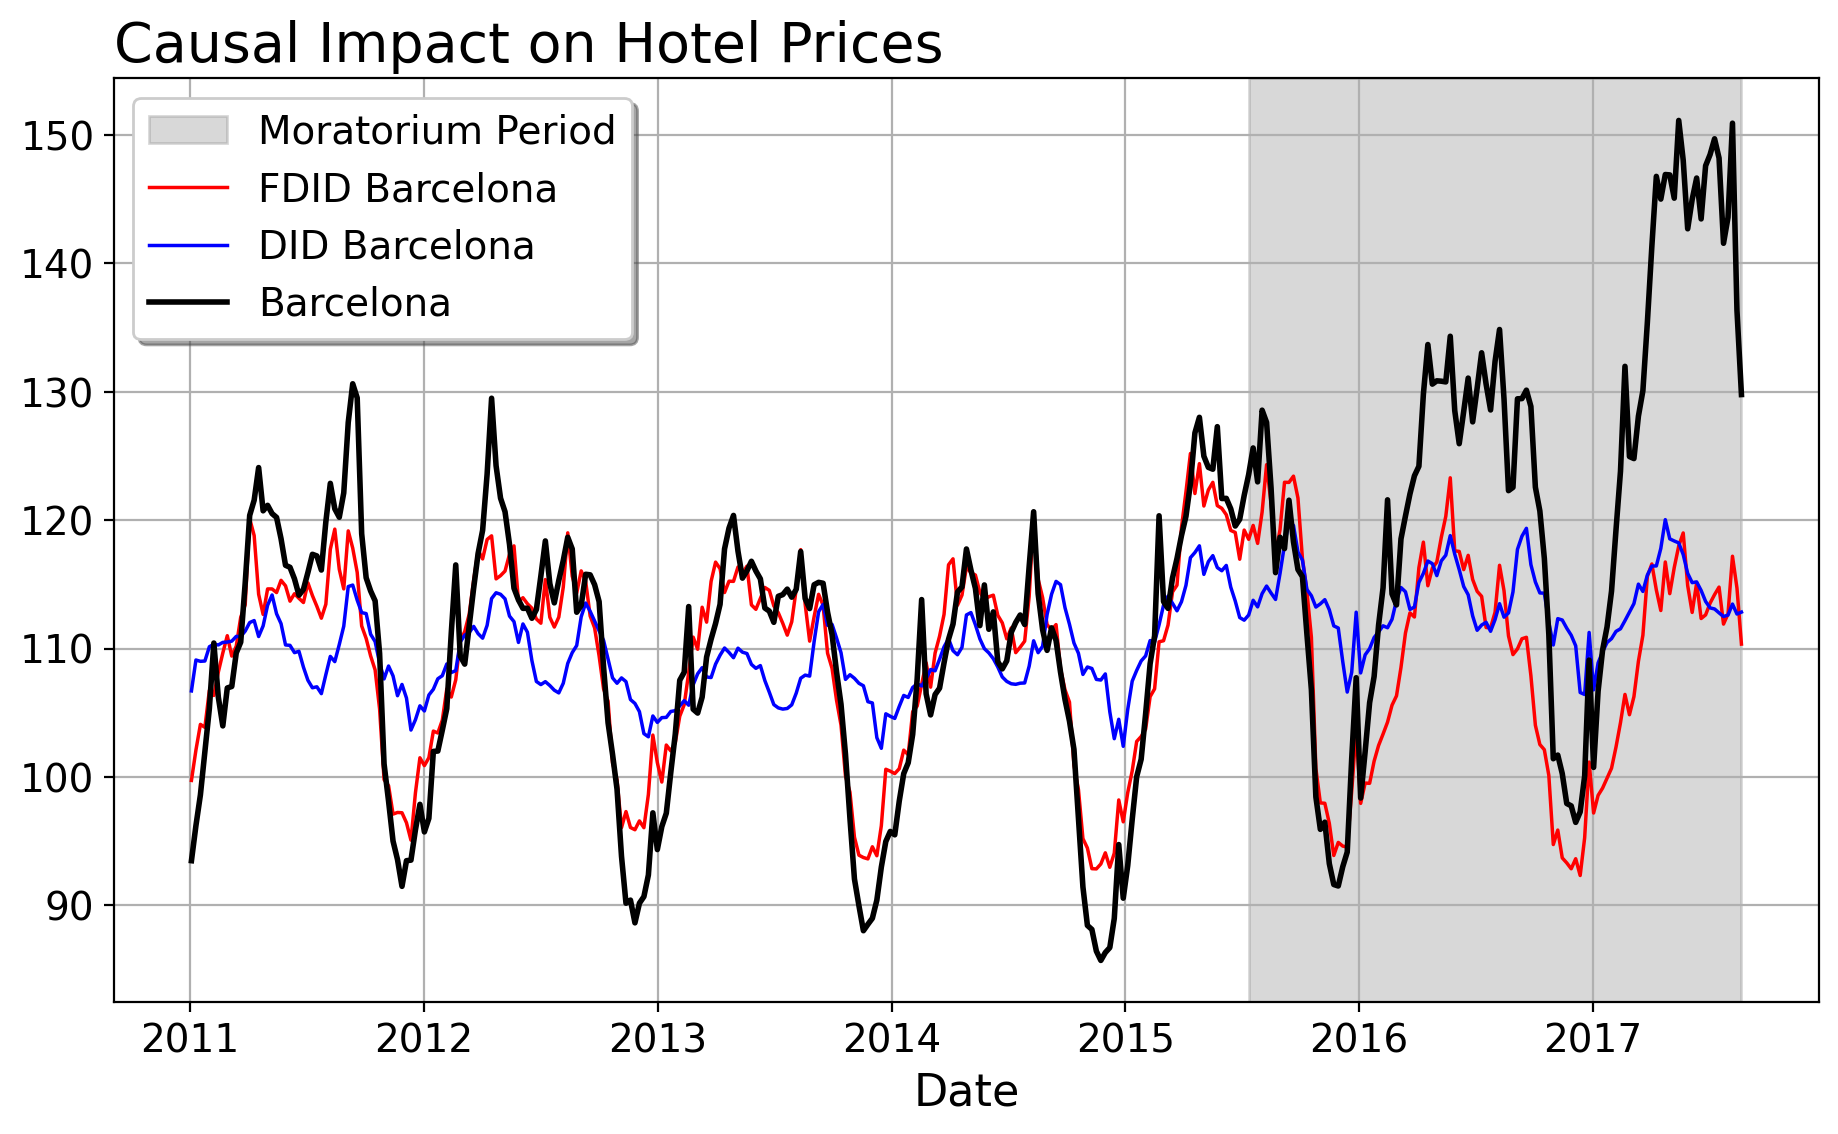 Causal Impact on Hotel Prices
Moratorium Period
FDID Barcelona
DID Barcelona
Barcelona
150
140
130
120
110
100
90
2011 2012 2013 2014 2015 2016 2017
Date